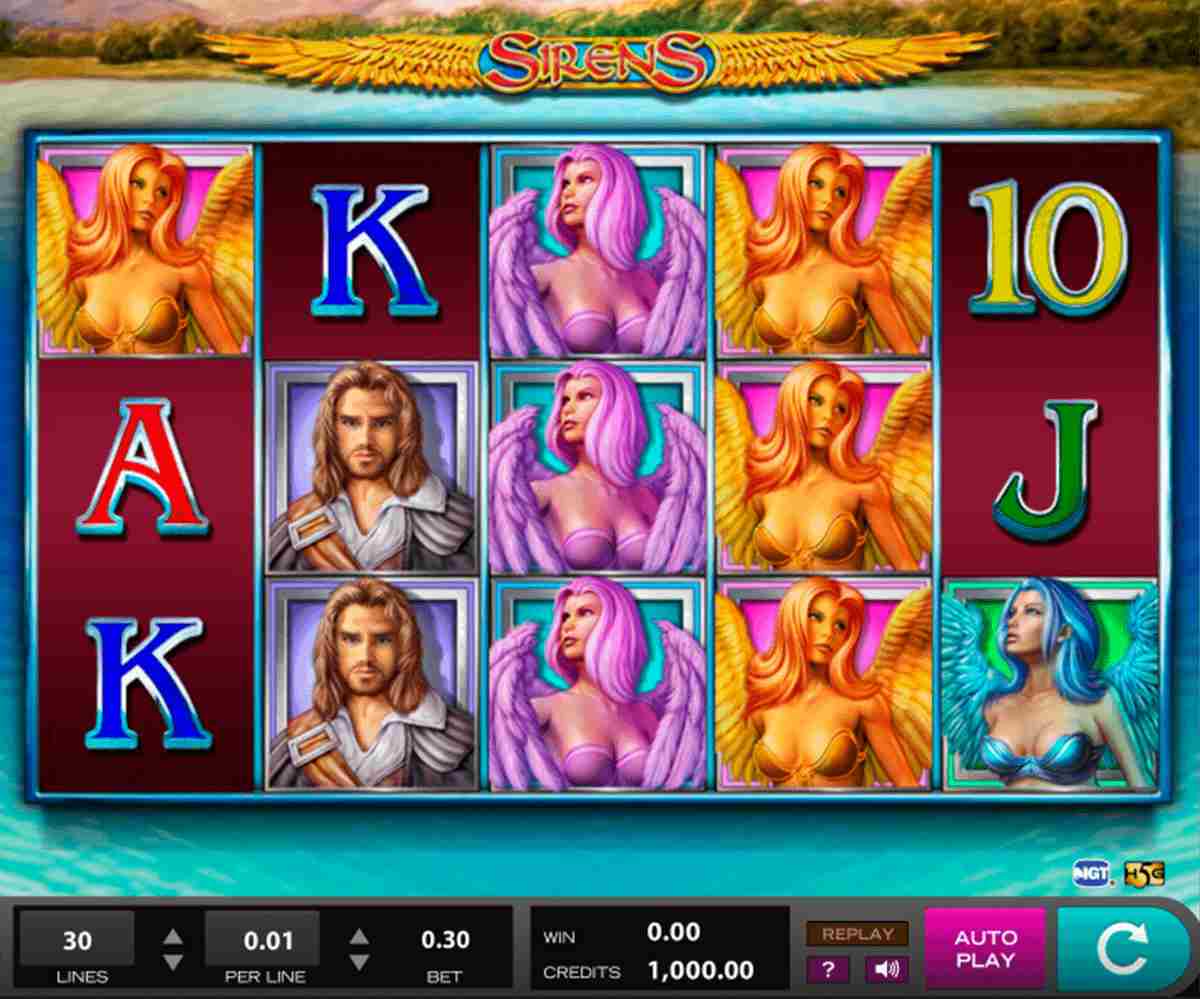 SIRENS
K
10
A
J
K
IGT
H5G
30
LINES
0.01
PER LINE
0.30
BET
WIN 0.00
CREDITS 1,000.00
REPLAY
?
AUTO
PLAY